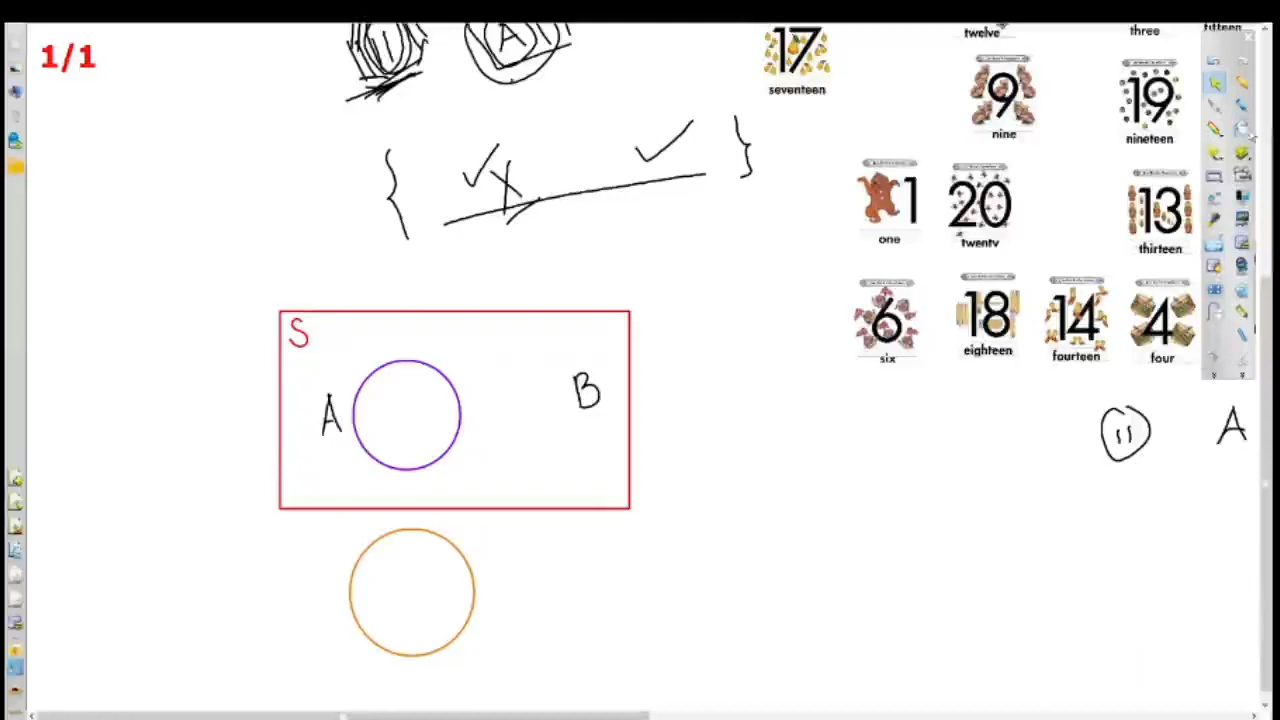 1/1
A
17
seventeen
twelve
three
fifteen
9
nine
19
nineteen
{ }
1
one
20
twenty
13
thirteen
S
A
B
6
six
18
eighteen
14
fourteen
4
four
11
A